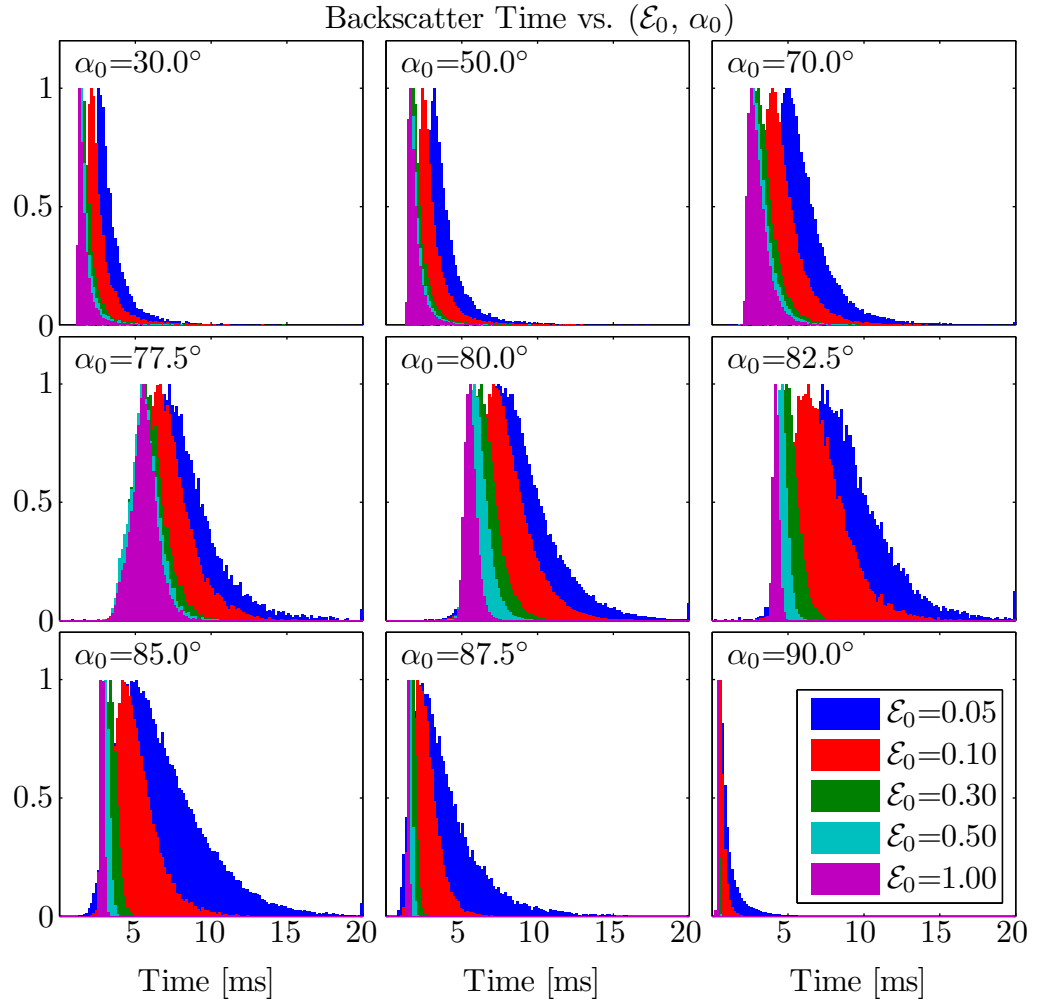 Backscatter Time vs. (ℰ₀, α₀)
α₀=30.0°
α₀=50.0°
α₀=70.0°
1
0.5
0
α₀=77.5°
α₀=80.0°
α₀=82.5°
1
0.5
0
α₀=85.0°
α₀=87.5°
α₀=90.0°
1
0.5
0
ℰ₀=0.05
ℰ₀=0.10
ℰ₀=0.30
ℰ₀=0.50
ℰ₀=1.00
5 10 15 20
5 10 15 20
5 10 15 20
Time [ms]
Time [ms]
Time [ms]